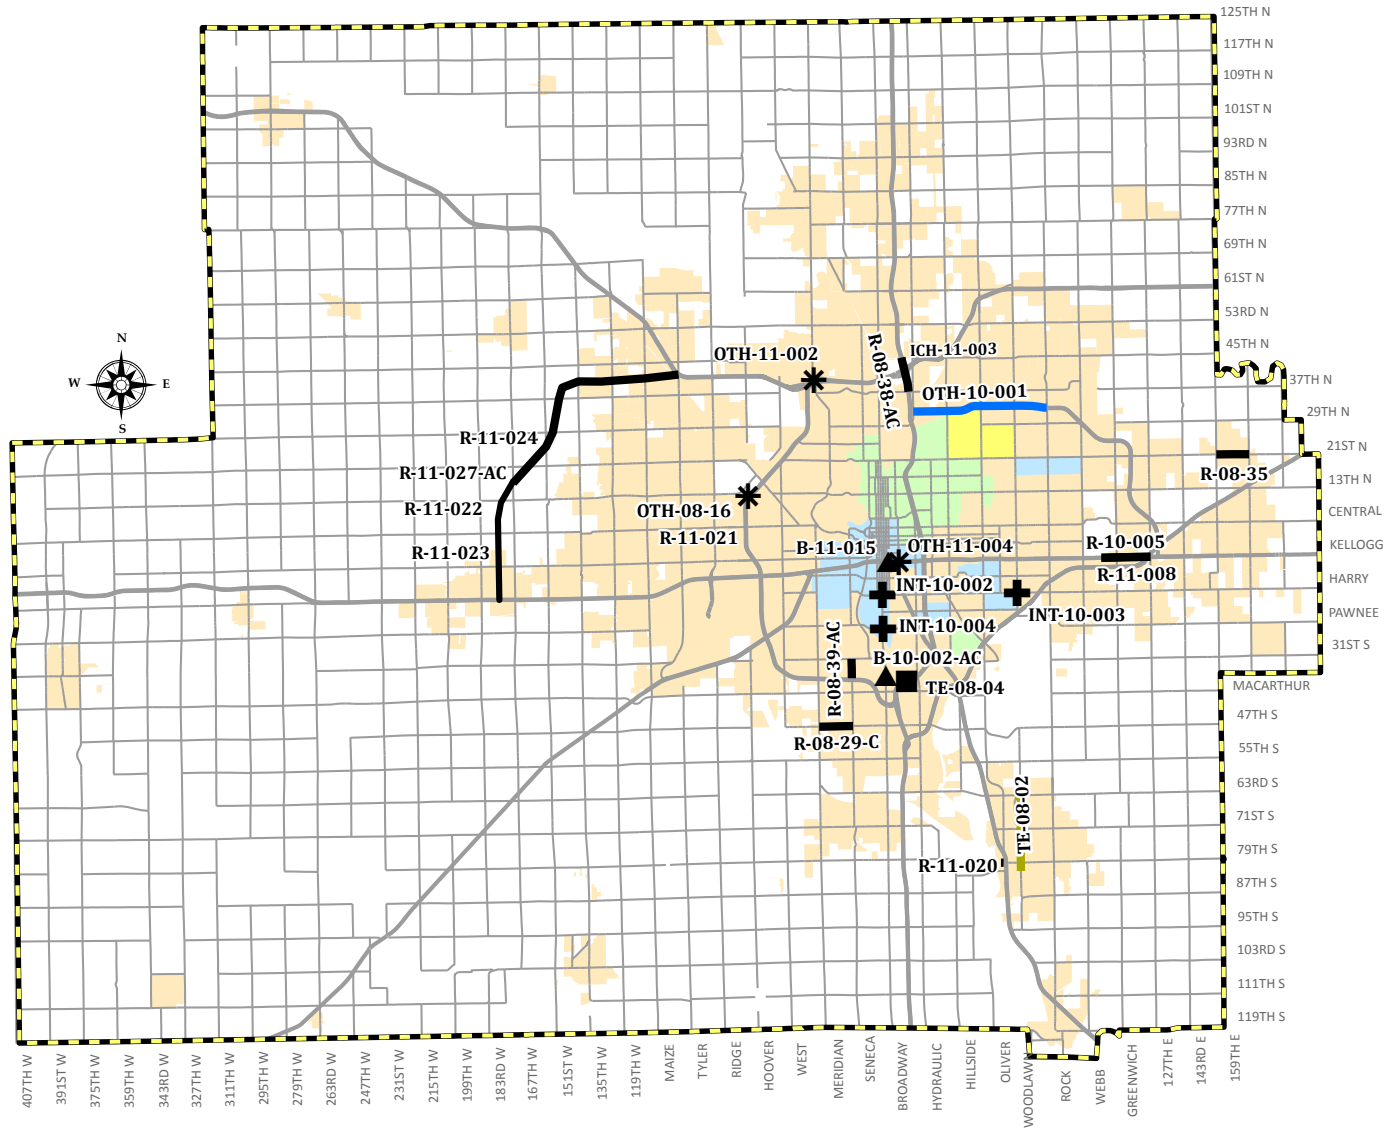 125TH N
117TH N
109TH N
101ST N
93RD N
85TH N
77TH N
69TH N
61ST N
53RD N
45TH N
37TH N
29TH N
21ST N
13TH N
CENTRAL
KELLOGG
HARRY
PAWNEE
31ST S
MACARTHUR
47TH S
55TH S
63RD S
71ST S
79TH S
87TH S
95TH S
103RD S
111TH S
119TH S
N
W
E
S
OTH-11-002
R-08-38-AC
ICH-11-003
OTH-10-001
R-11-024
R-11-027-AC
R-11-022
R-11-023
OTH-08-16
R-11-021
R-08-35
B-11-015
OTH-11-004
R-10-005
R-11-008
INT-10-002
INT-10-003
INT-10-004
R-08-39-AC
B-10-002-AC
TE-08-04
R-08-29-C
TE-08-02
R-11-020
407TH W
391ST W
375TH W
359TH W
343RD W
327TH W
311TH W
295TH W
279TH W
263RD W
247TH W
231ST W
215TH W
199TH W
183RD W
167TH W
151ST W
135TH W
119TH W
MAIZE
TYLER
RIDGE
HOOVER
WEST
MERIDIAN
SENECA
BROADWAY
HYDRAULIC
HILLSIDE
OLIVER
WOODLAWN
ROCK
WEBB
GREENWICH
127TH E
143RD E
159TH E